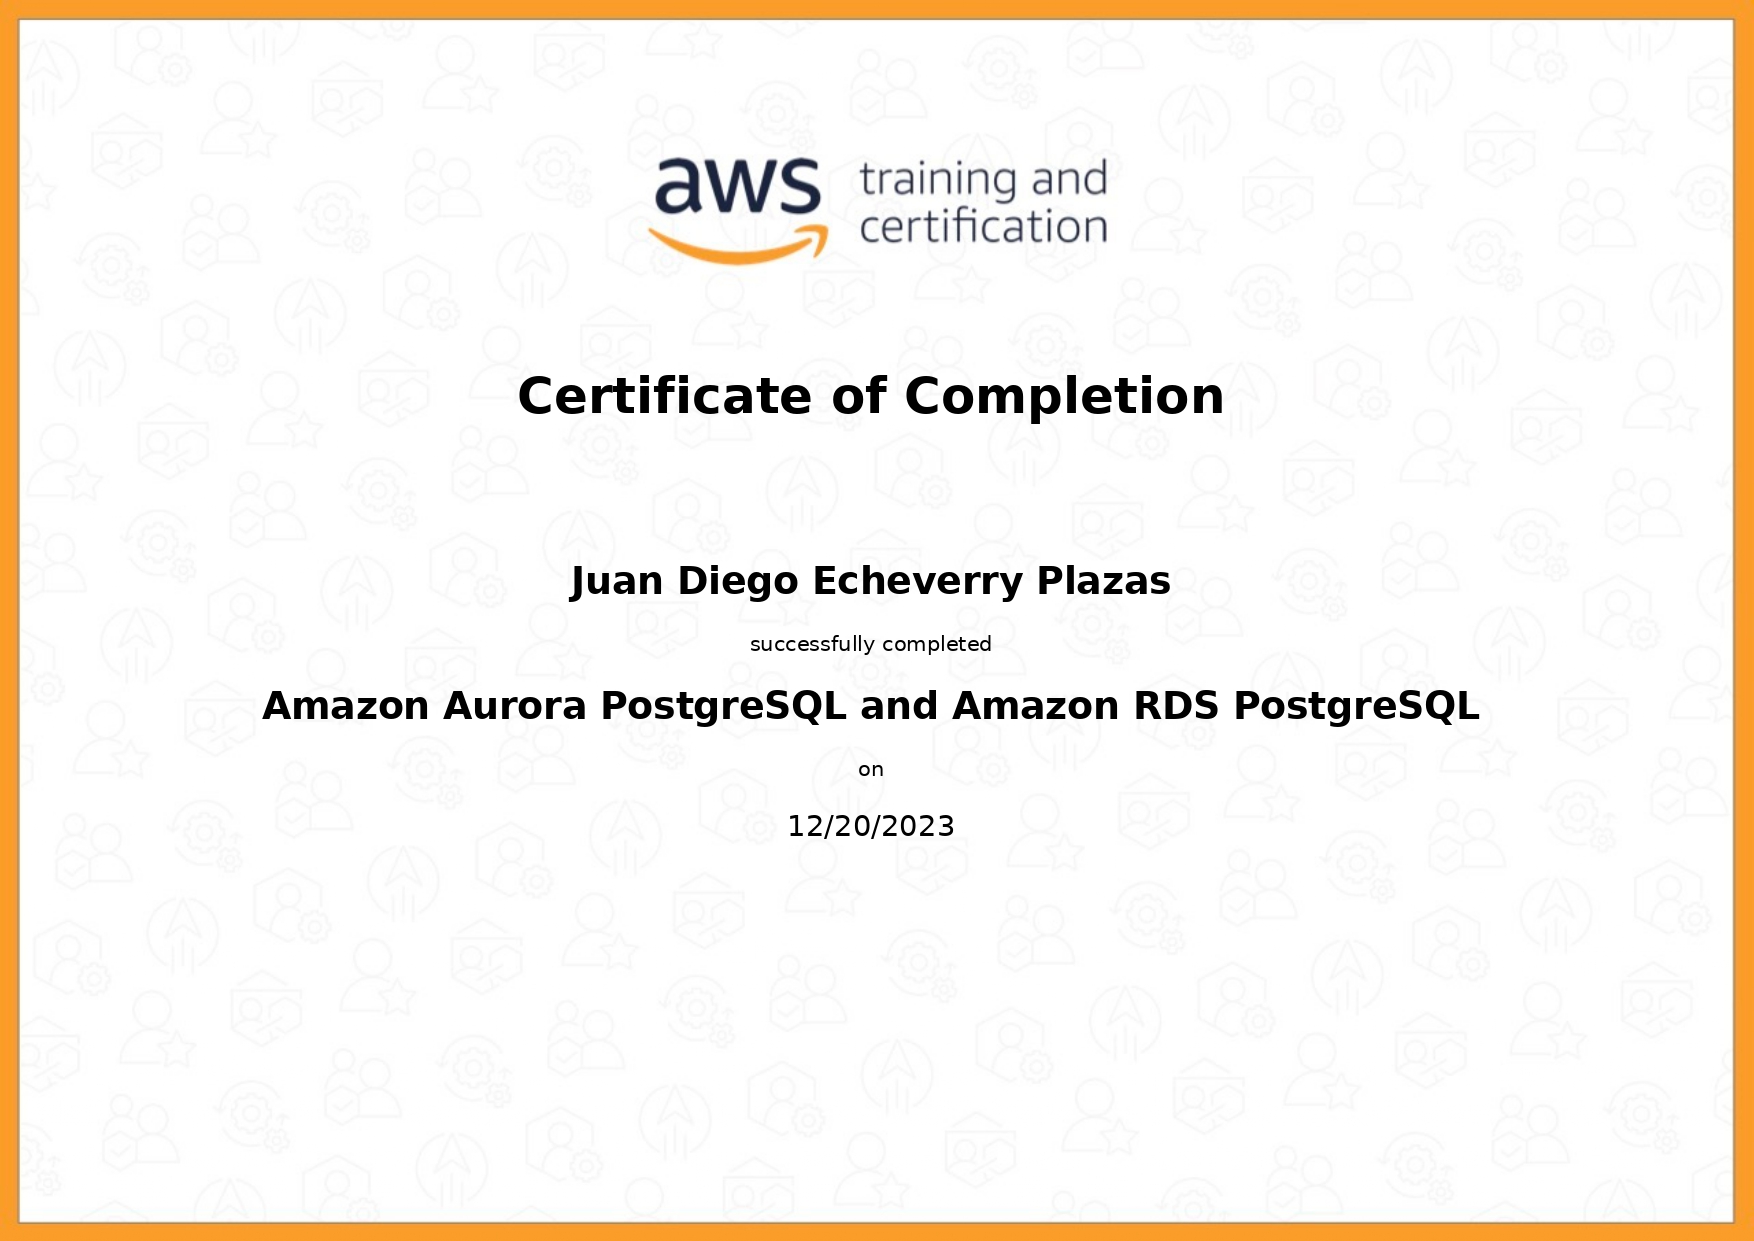 aws training and
certification
Certificate of Completion
Juan Diego Echeverry Plazas
successfully completed
Amazon Aurora PostgreSQL and Amazon RDS PostgreSQL
on
12/20/2023